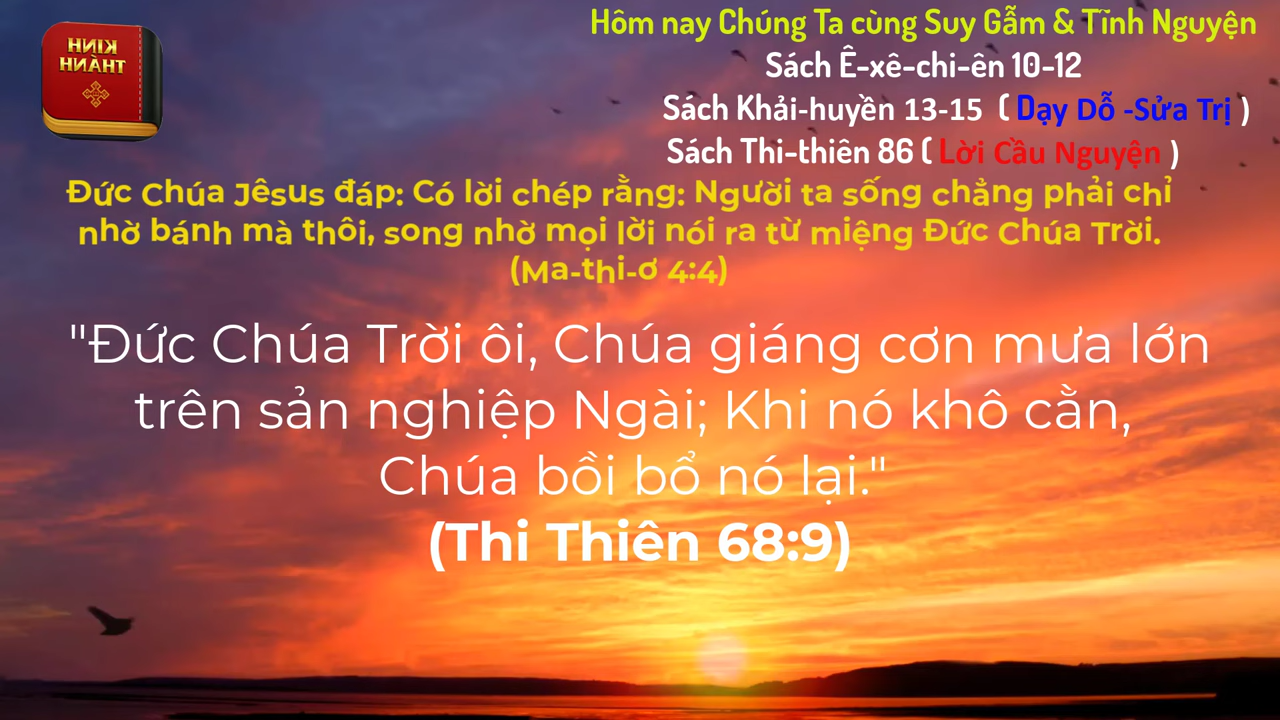 KINH
THÁNH
Hôm nay Chúng Ta cùng Suy Gẫm & Tĩnh Nguyện
Sách Ê-xê-chi-ên 10-12
Sách Khải-huyền 13-15 ( Dạy Dỗ -Sửa Trị )
Sách Thi-thiên 86 ( Lời Cầu Nguyện )
Đức Chúa Jêsus đáp: Có lời chép rằng: Người ta sống chẳng phải chỉ
nhờ bánh mà thôi, song nhờ mọi lời nói ra từ miệng Đức Chúa Trời.
(Ma-thi-ơ 4:4)
"Đức Chúa Trời ôi, Chúa giáng cơn mưa lớn
trên sản nghiệp Ngài; Khi nó khô cằn,
Chúa bồi bổ nó lại."
(Thi Thiên 68:9)